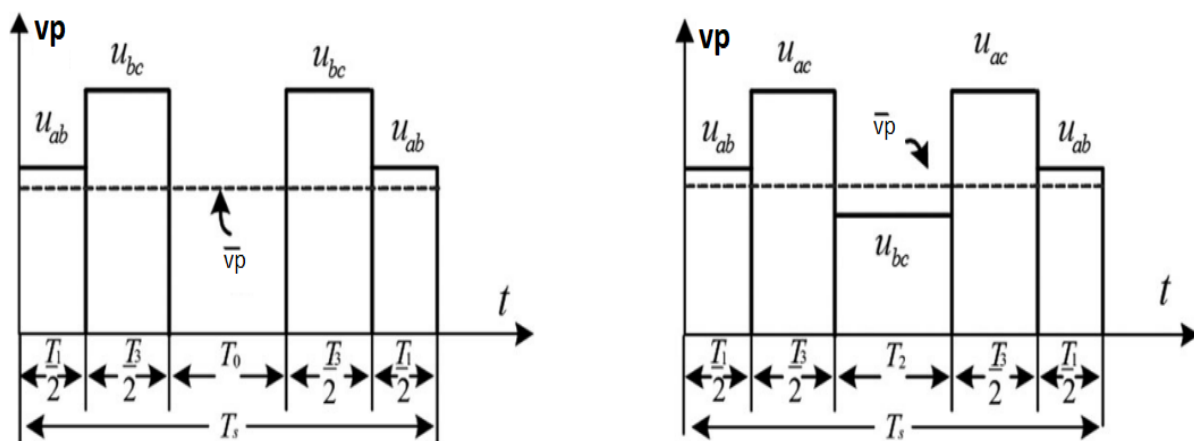 vp
u_bc
u_bc
u_ab
u_ab
v̅p̅
t
T₁/2
T₃/2
T₀
T₃/2
T₁/2
Tₛ
vp
u_ac
u_ac
u_ab
v̅p̅
u_ab
u_bc
t
T₁/2
T₃/2
T₂
T₃/2
T₁/2
Tₛ